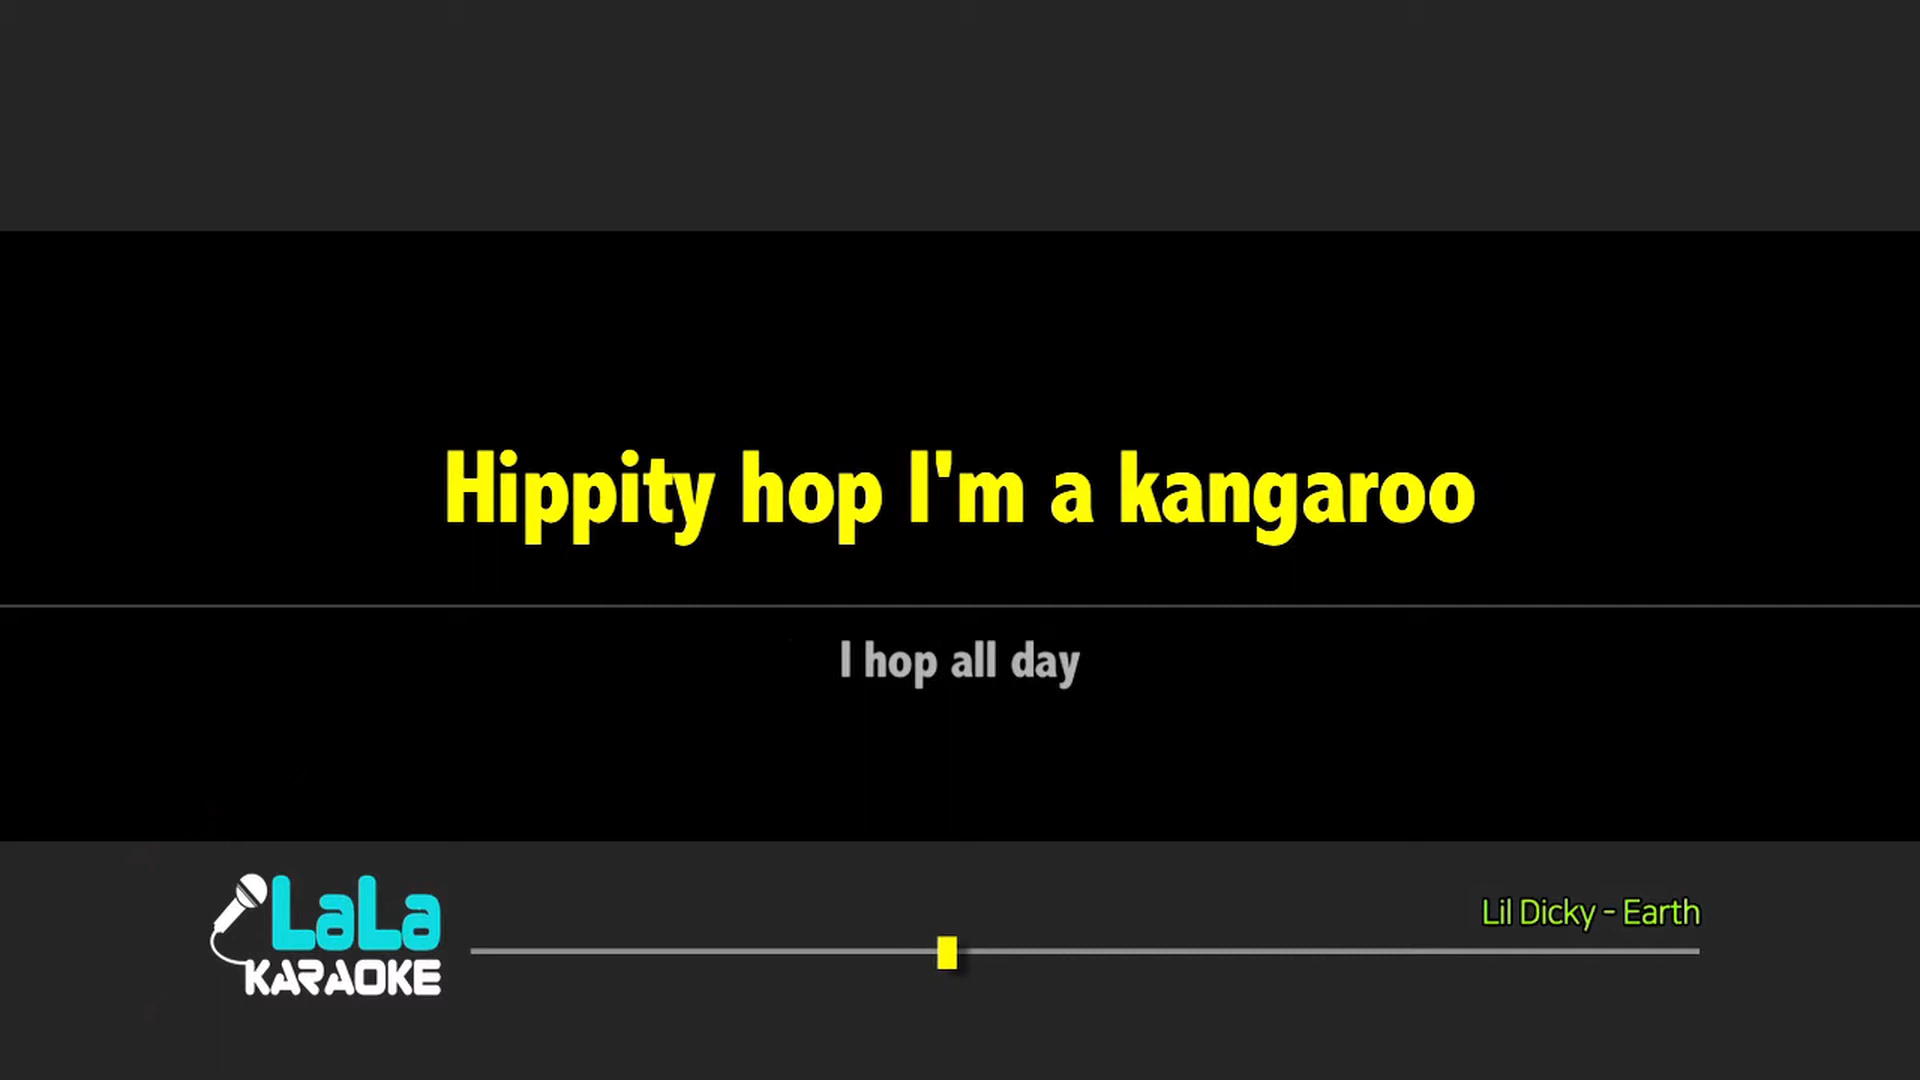 Hippity hop I'm a kangaroo
I hop all day
Lil Dicky - Earth
LaLa
KARAOKE